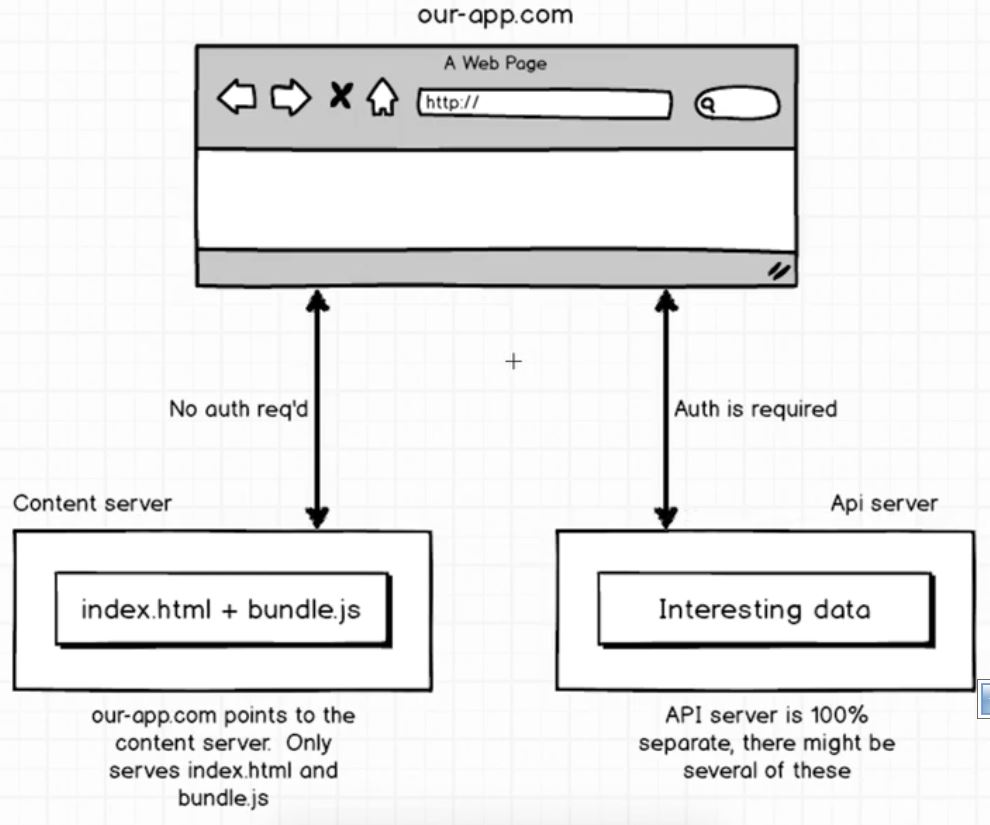 our-app.com
A Web Page
http://
No auth req'd
Auth is required
Content server
Api server
index.html + bundle.js
Interesting data
our-app.com points to the
content server. Only
serves index.html and
bundle.js
API server is 100%
separate, there might be
several of these